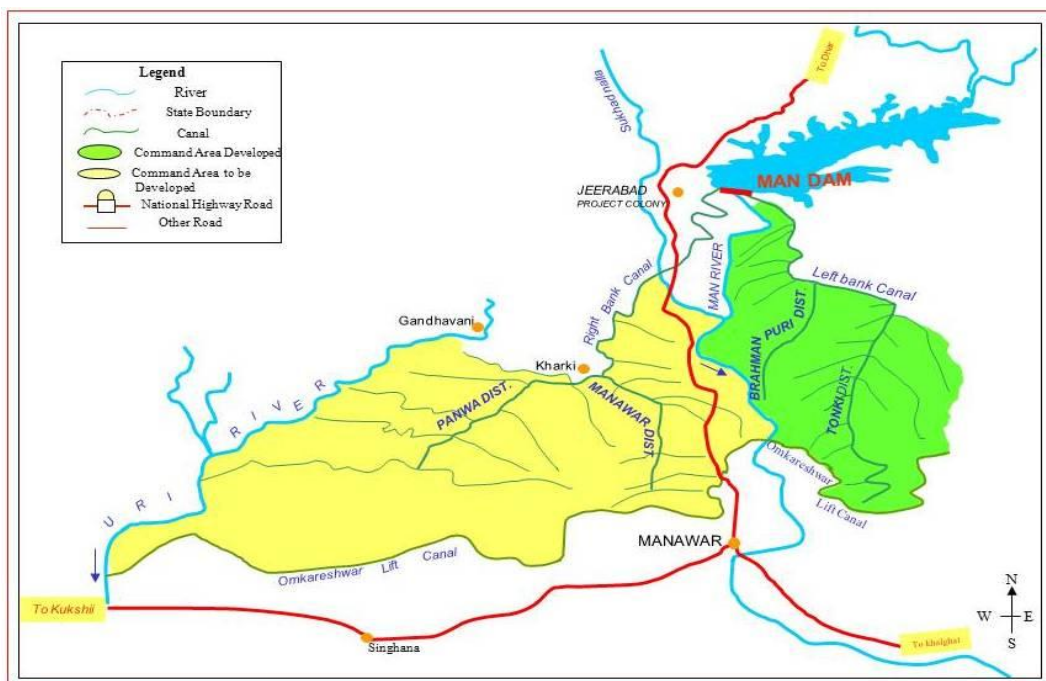 Legend
River
State Boundary
Canal
Command Area Developed
Command Area to be
Developed
National Highway Road
Other Road
To Dhar
Sukhad nalla
MAN DAM
JEERABAD
PROJECT COLONY
MAN RIVER
Right Bank Canal
Left bank Canal
Gandhavani
Kharki
BRAHMAN PURI DIST.
TONKI DIST.
PANWA DIST.
MANAWAR DIST.
URI RIVER
Omkareshwar
Lift Canal
Omkareshwar Lift Canal
MANAWAR
To Kukshii
Singhana
To khalghat
N
W E
S